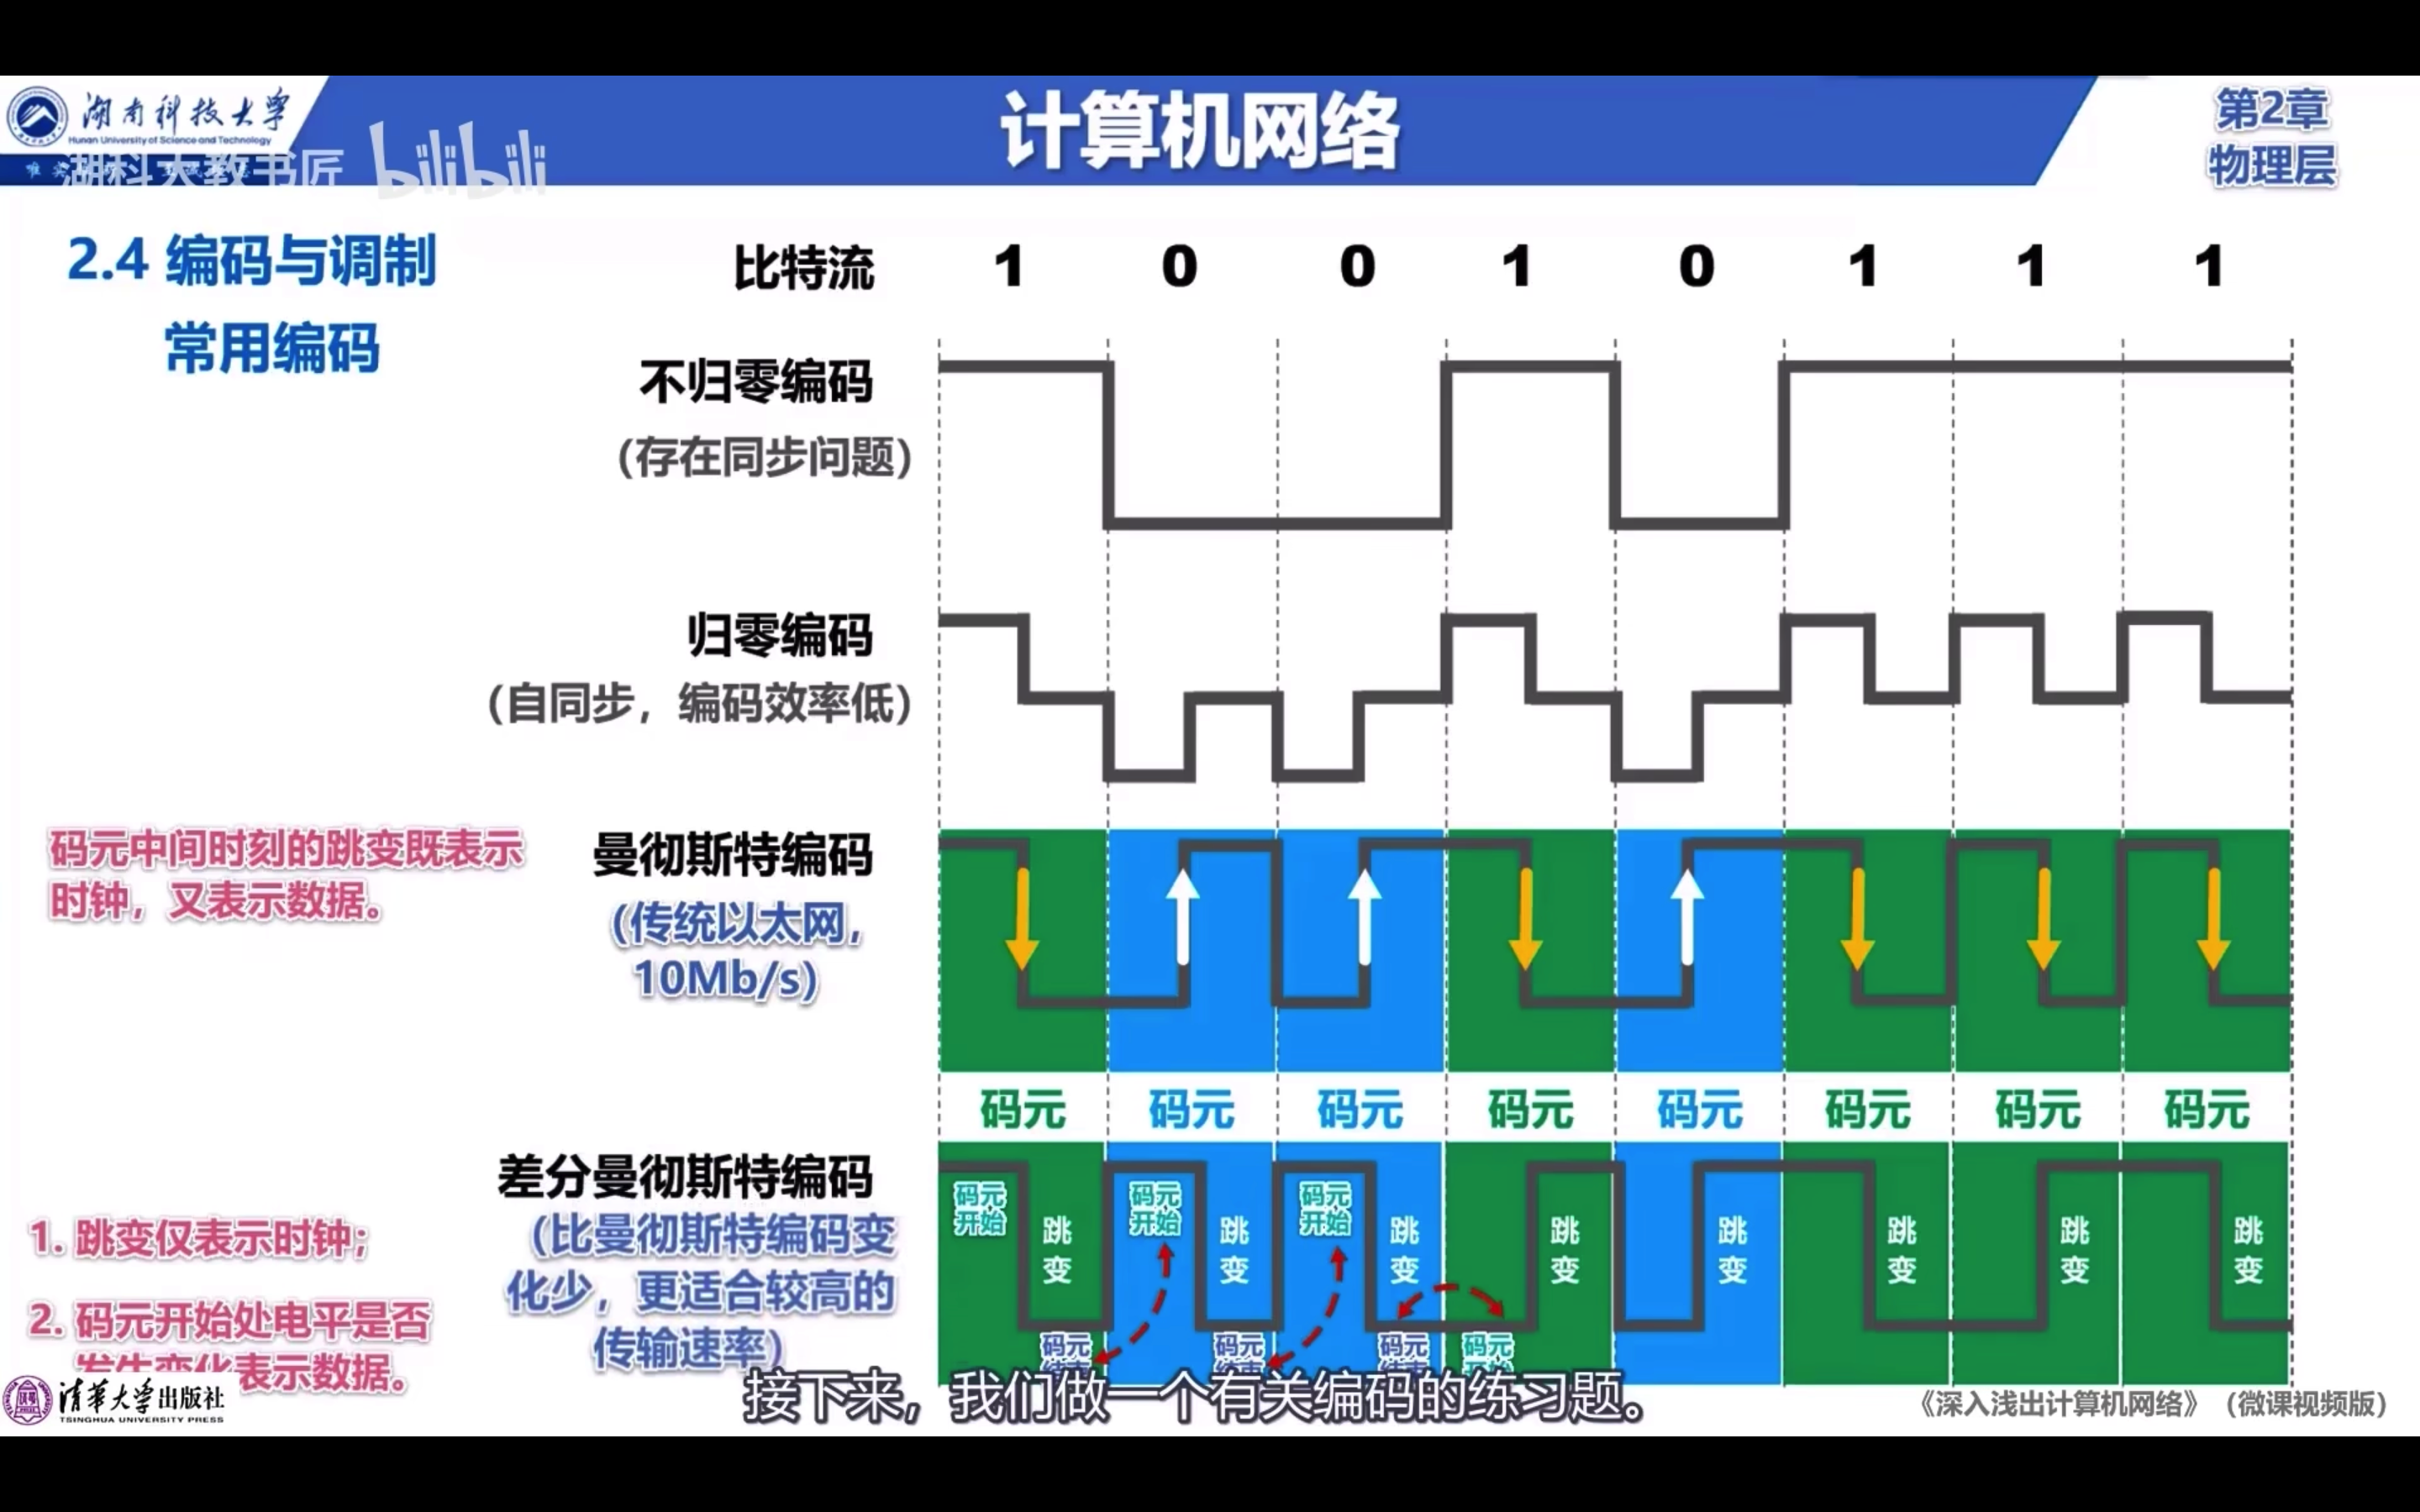 湖南科技大学
Hunan University of Science and Technology
湖科大教书匠 bilibili
计算机网络
第2章
物理层
2.4 编码与调制
常用编码
比特流 1 0 0 1 0 1 1 1
不归零编码
（存在同步问题）
归零编码
（自同步，编码效率低）
码元中间时刻的跳变既表示
时钟，又表示数据。
曼彻斯特编码
（传统以太网，
10Mb/s）
码元 码元 码元 码元 码元 码元 码元 码元
差分曼彻斯特编码
（比曼彻斯特编码变
化少，更适合较高的
传输速率）
1. 跳变仅表示时钟；
2. 码元开始处电平是否
发生变化表示数据。
码元
开始
码元
开始
码元
开始
跳
变
跳
变
跳
变
跳
变
跳
变
跳
变
跳
变
跳
变
码元
结束
码元
结束
码元
结束
码元
开始
接下来，我们做一个有关编码的练习题。
清华大学出版社
TSINGHUA UNIVERSITY PRESS
《深入浅出计算机网络》（微课视频版）